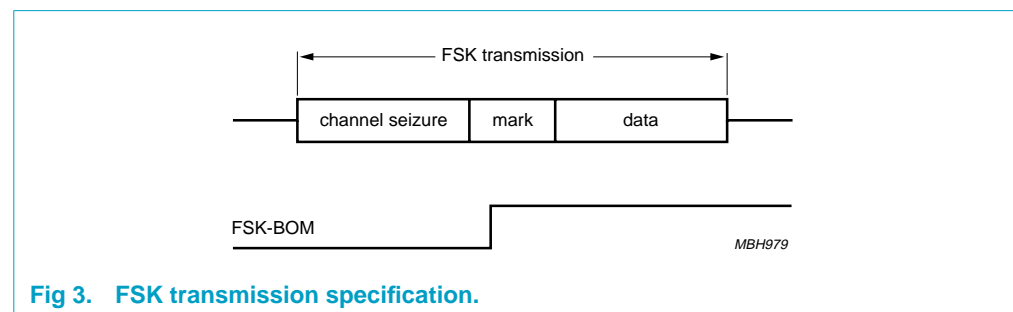 FSK transmission
channel seizure mark data
FSK-BOM
MBH979
Fig 3. FSK transmission specification.